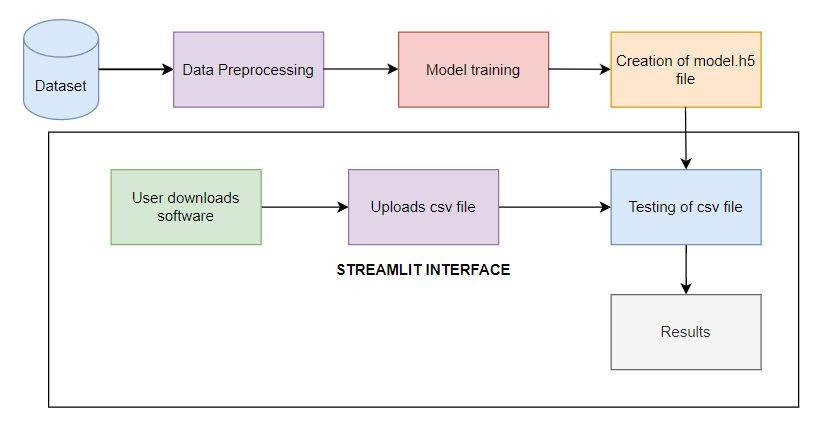 Dataset
Data Preprocessing
Model training
Creation of model.h5
file
User downloads
software
Uploads csv file
Testing of csv file
STREAMLIT INTERFACE
Results